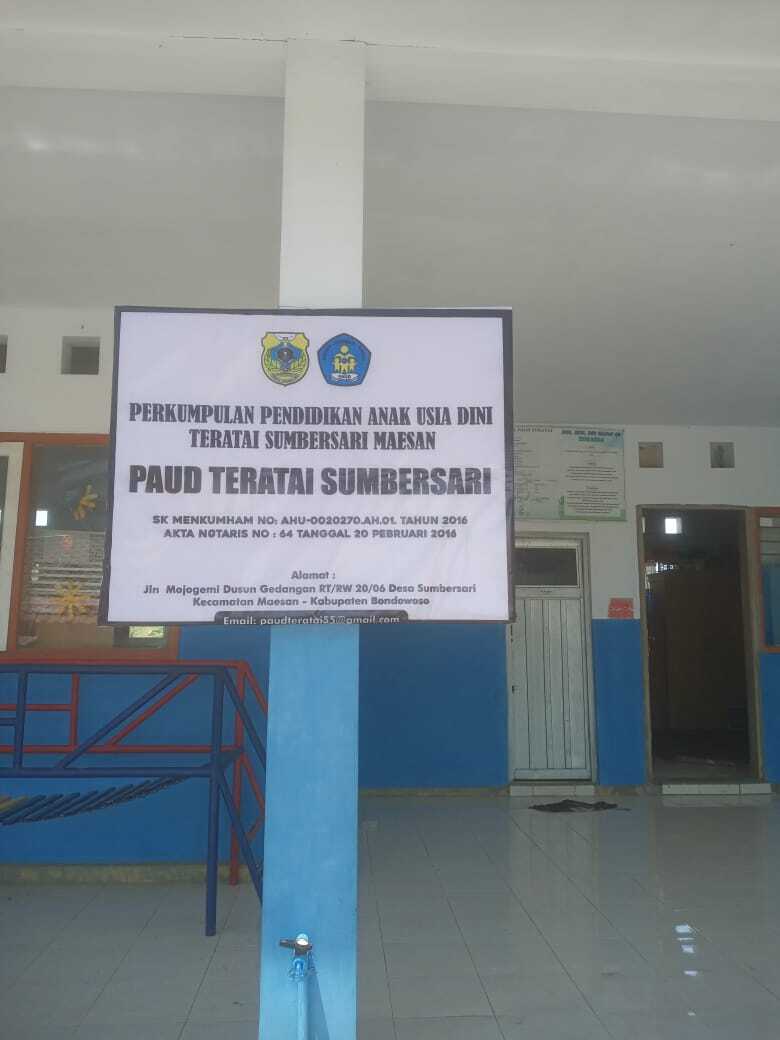 PERKUMPULAN PENDIDIKAN ANAK USIA DINI
TERATAI SUMBERSARI MAESAN
PAUD TERATAI SUMBERSARI
SK MENKUMHAM NO: AHU-0020270.AH.01. TAHUN 2016
AKTA NOTARIS NO : 64 TANGGAL 20 PEBRUARI 2016
Alamat :
Jln Mojogemi Dusun Gedangan RT/RW 20/06 Desa Sumbersari
Kecamatan Maesan - Kabupaten Bondowoso
Email: paudteratai55@gmail.com